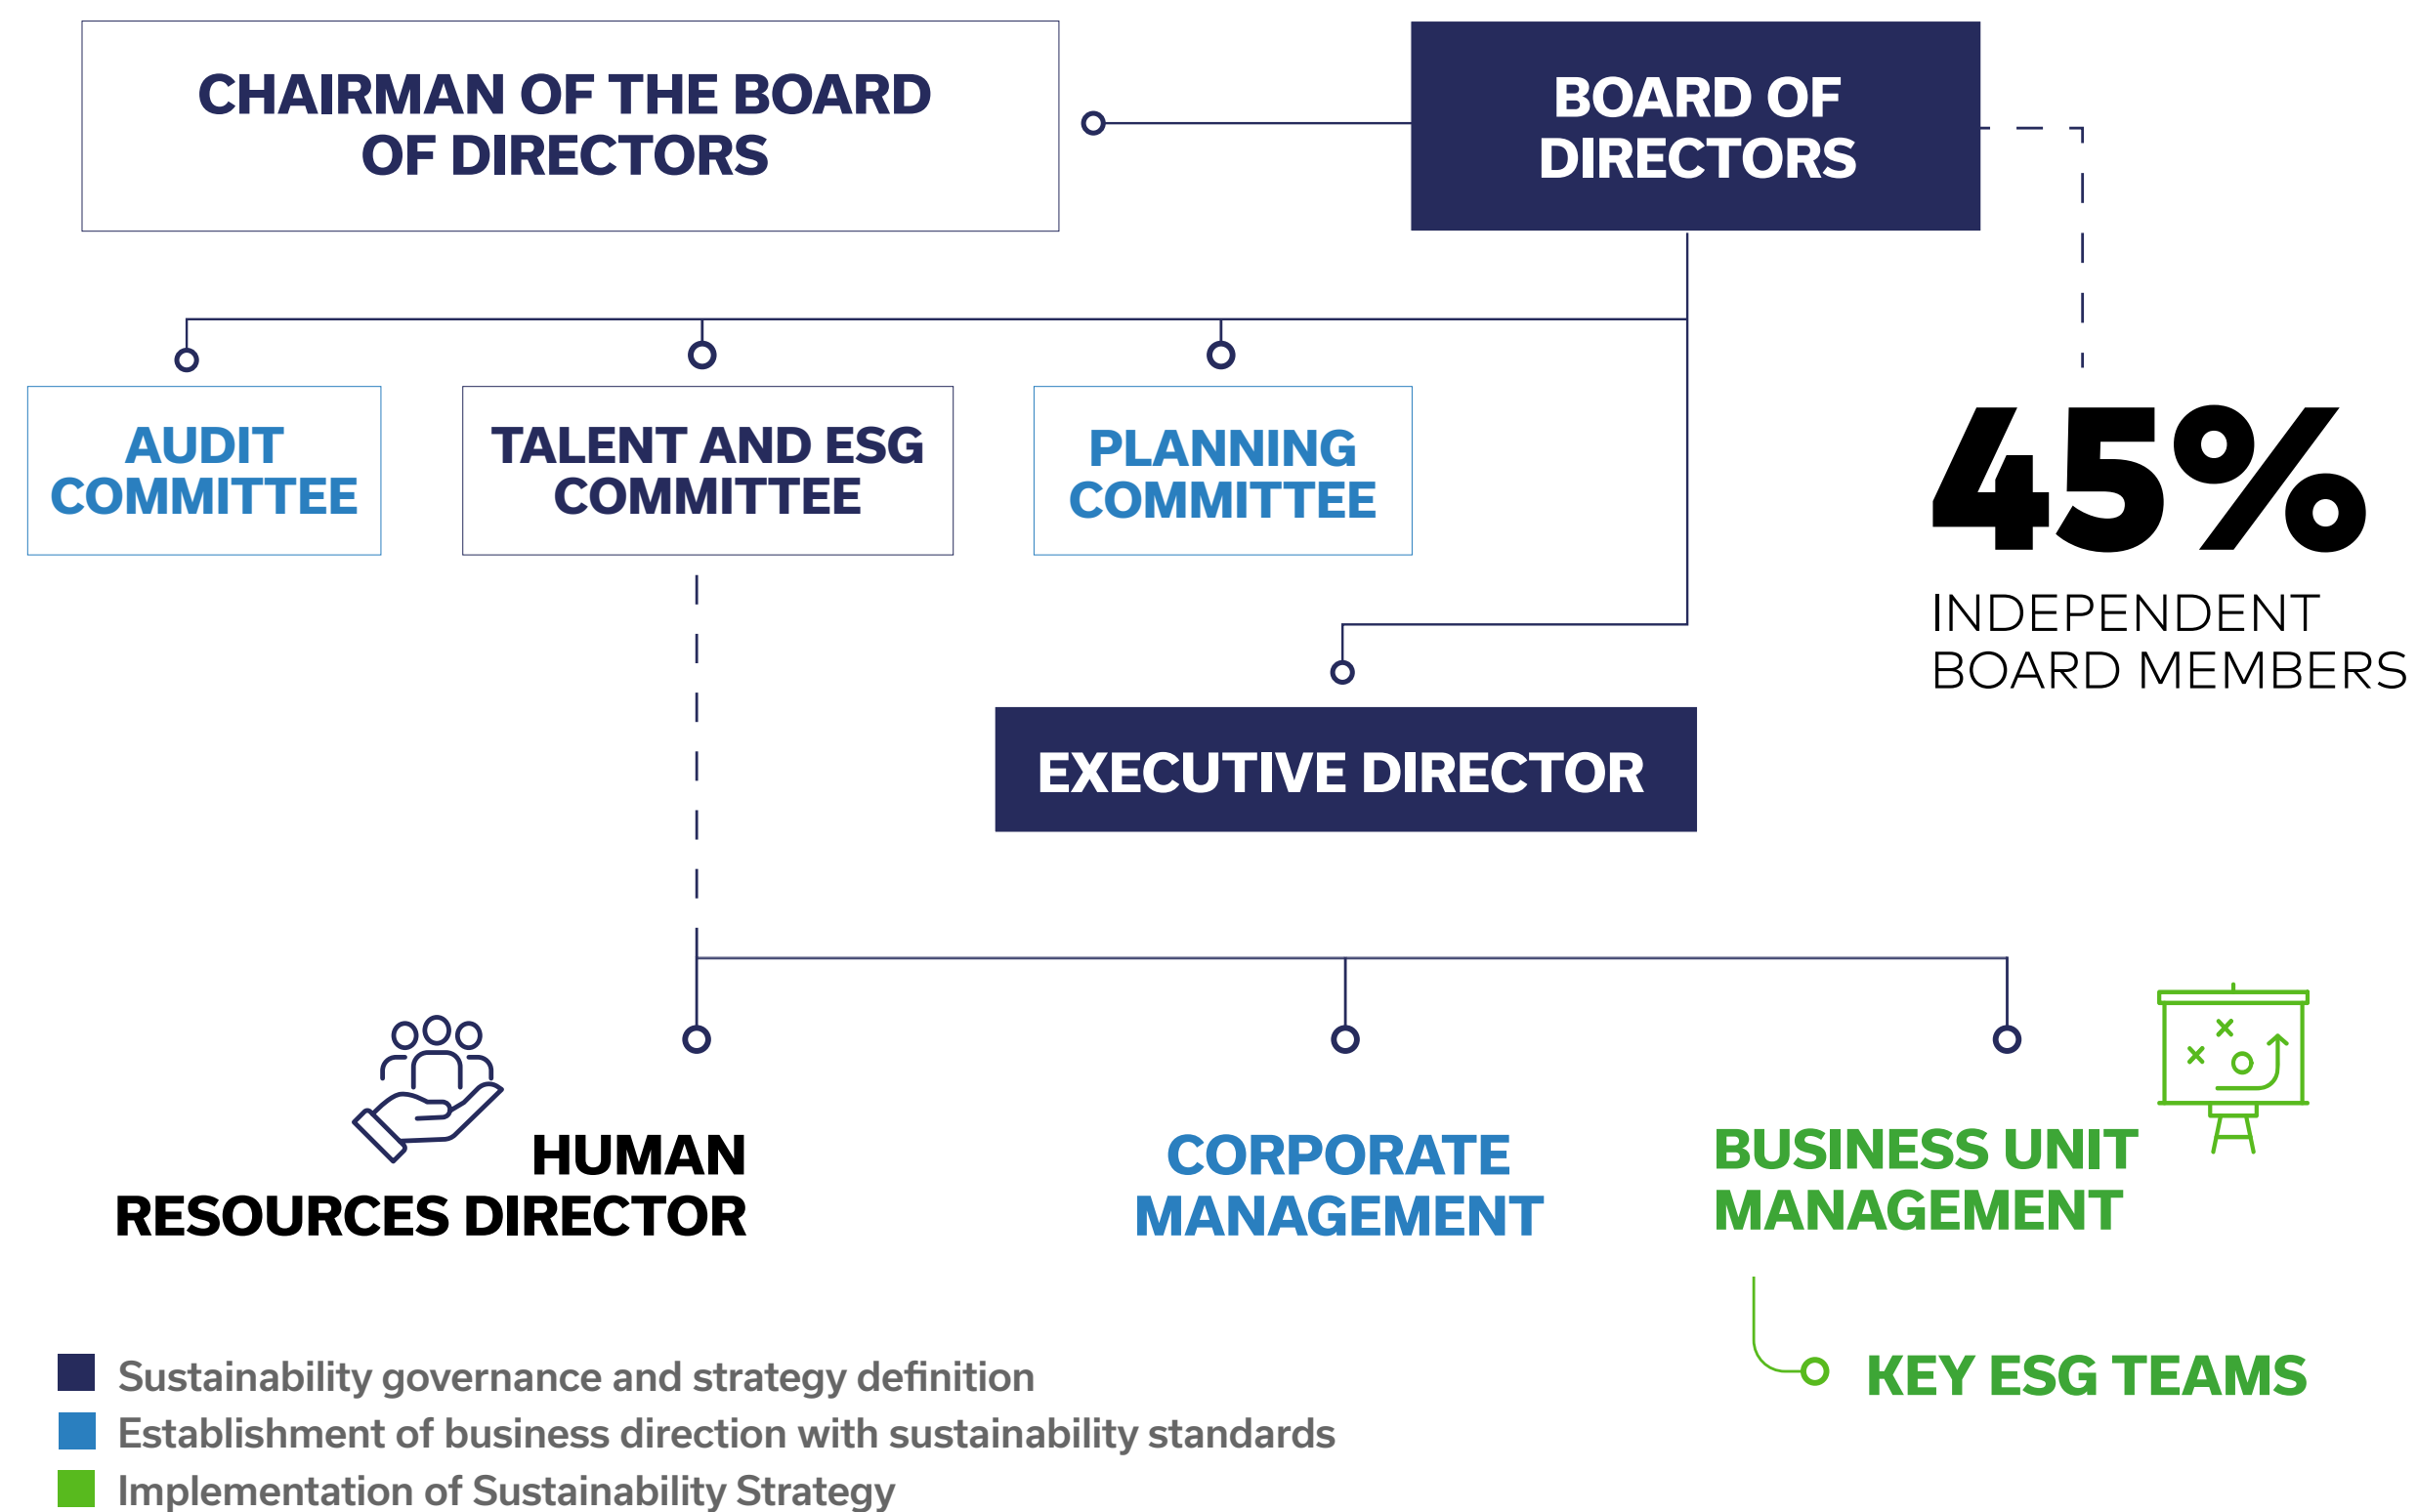 CHAIRMAN OF THE BOARD
OF DIRECTORS
BOARD OF
DIRECTORS
AUDIT
COMMITTEE
TALENT AND ESG
COMMITTEE
PLANNING
COMMITTEE
45%
INDEPENDENT
BOARD MEMBERS
EXECUTIVE DIRECTOR
HUMAN
RESOURCES DIRECTOR
CORPORATE
MANAGEMENT
BUSINESS UNIT
MANAGEMENT
KEY ESG TEAMS
Sustainability governance and strategy definition
Establishment of business direction with sustainability standards
Implementation of Sustainability Strategy